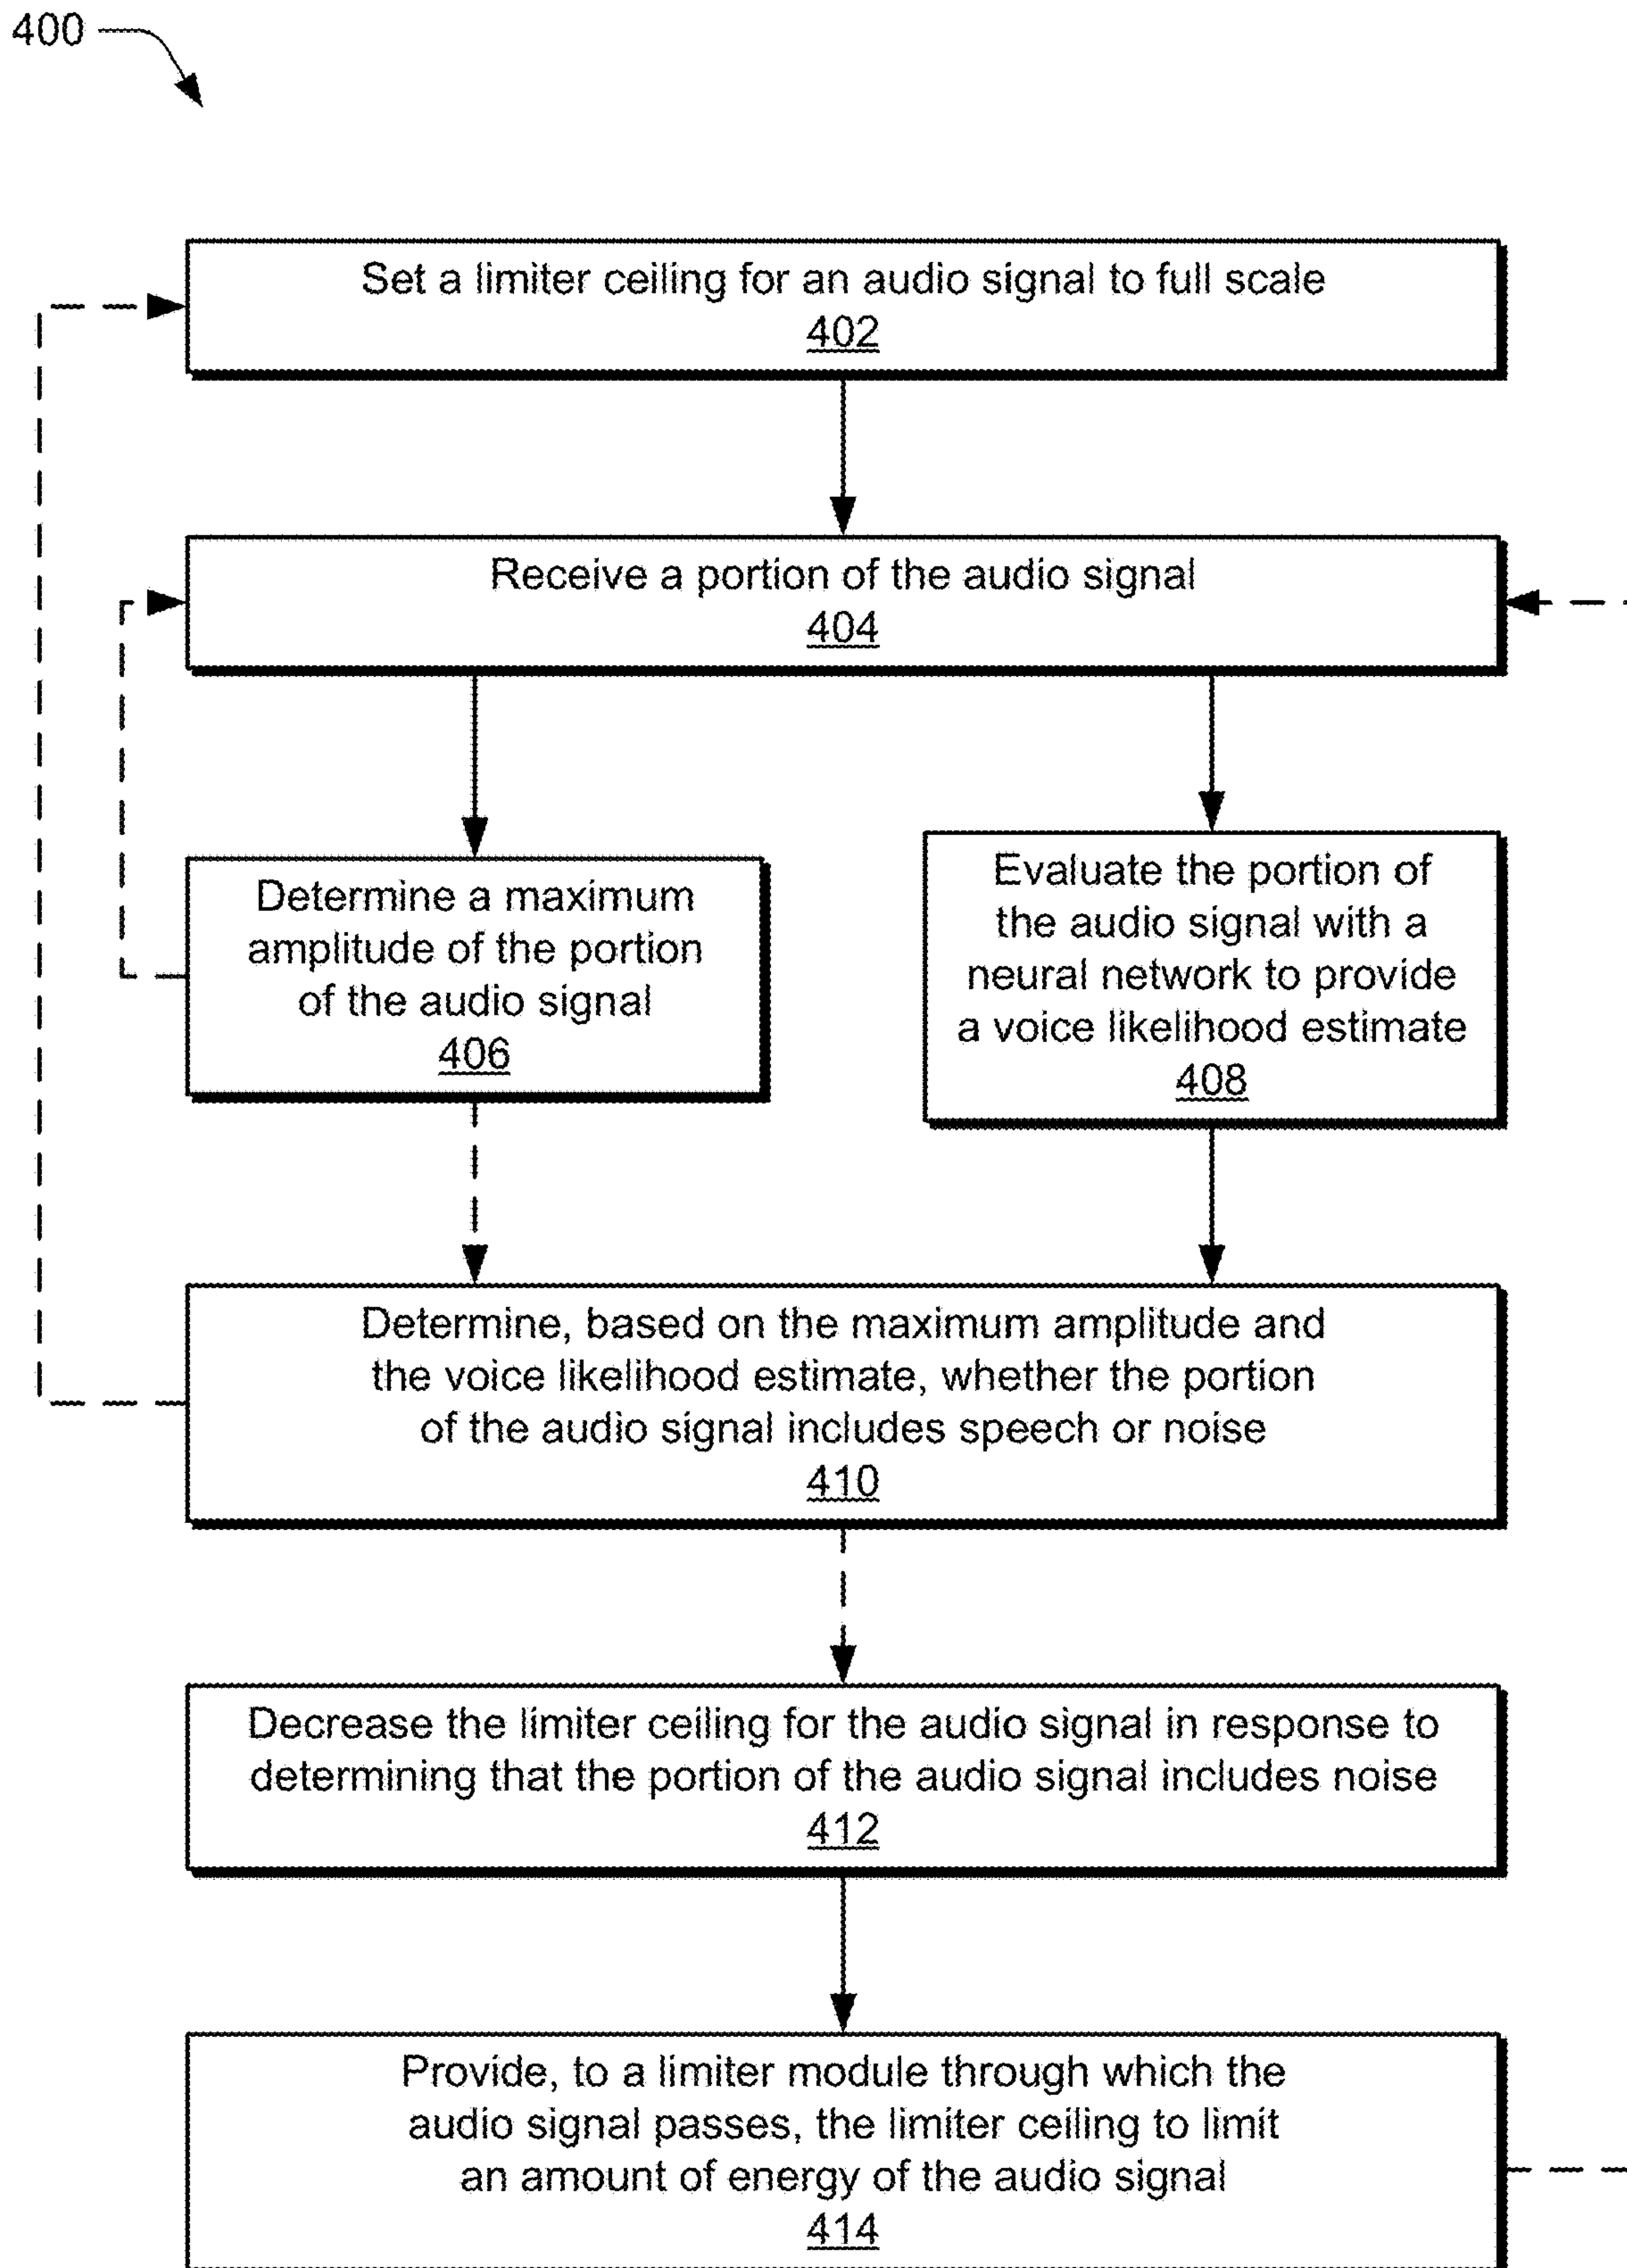 400
Set a limiter ceiling for an audio signal to full scale
402
Receive a portion of the audio signal
404
Determine a maximum
amplitude of the portion
of the audio signal
406
Evaluate the portion of
the audio signal with a
neural network to provide
a voice likelihood estimate
408
Determine, based on the maximum amplitude and
the voice likelihood estimate, whether the portion
of the audio signal includes speech or noise
410
Decrease the limiter ceiling for the audio signal in response to
determining that the portion of the audio signal includes noise
412
Provide, to a limiter module through which the
audio signal passes, the limiter ceiling to limit
an amount of energy of the audio signal
414